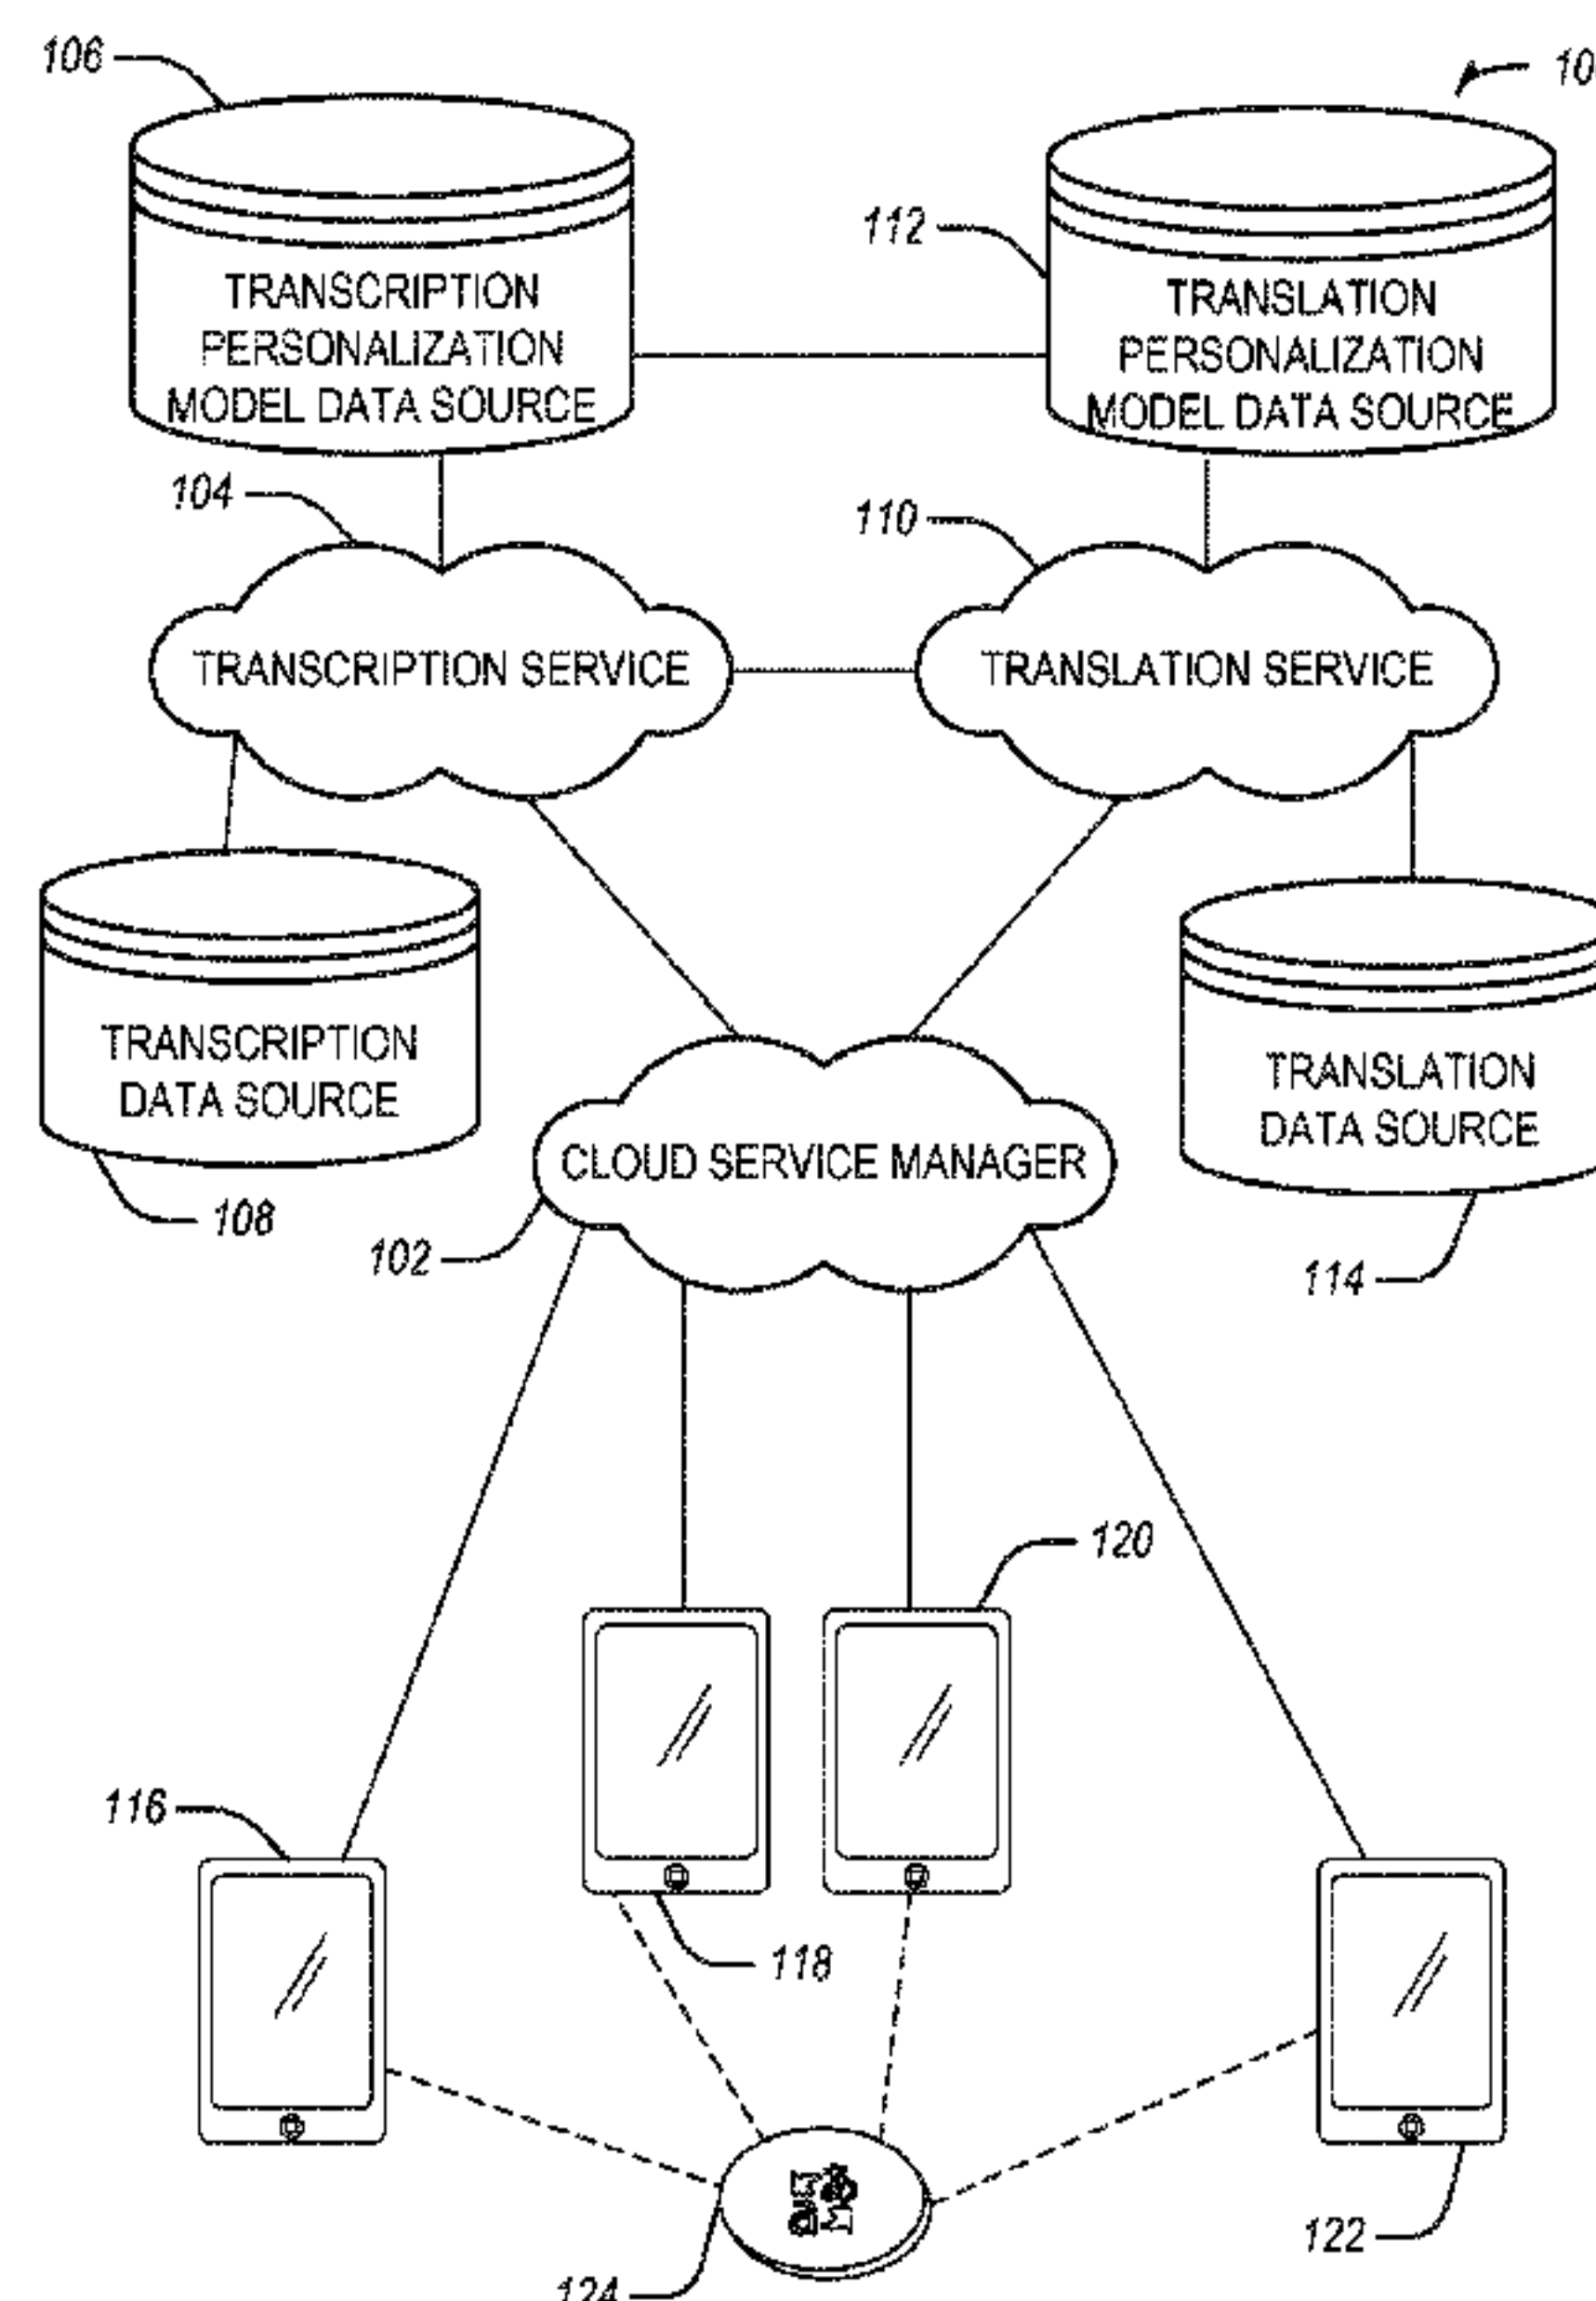 106
10
112
TRANSCRIPTION
PERSONALIZATION
MODEL DATA SOURCE
TRANSLATION
PERSONALIZATION
MODEL DATA SOURCE
104
110
TRANSCRIPTION SERVICE
TRANSLATION SERVICE
TRANSCRIPTION
DATA SOURCE
TRANSLATION
DATA SOURCE
CLOUD SERVICE MANAGER
108
102
114
120
116
118
122
124